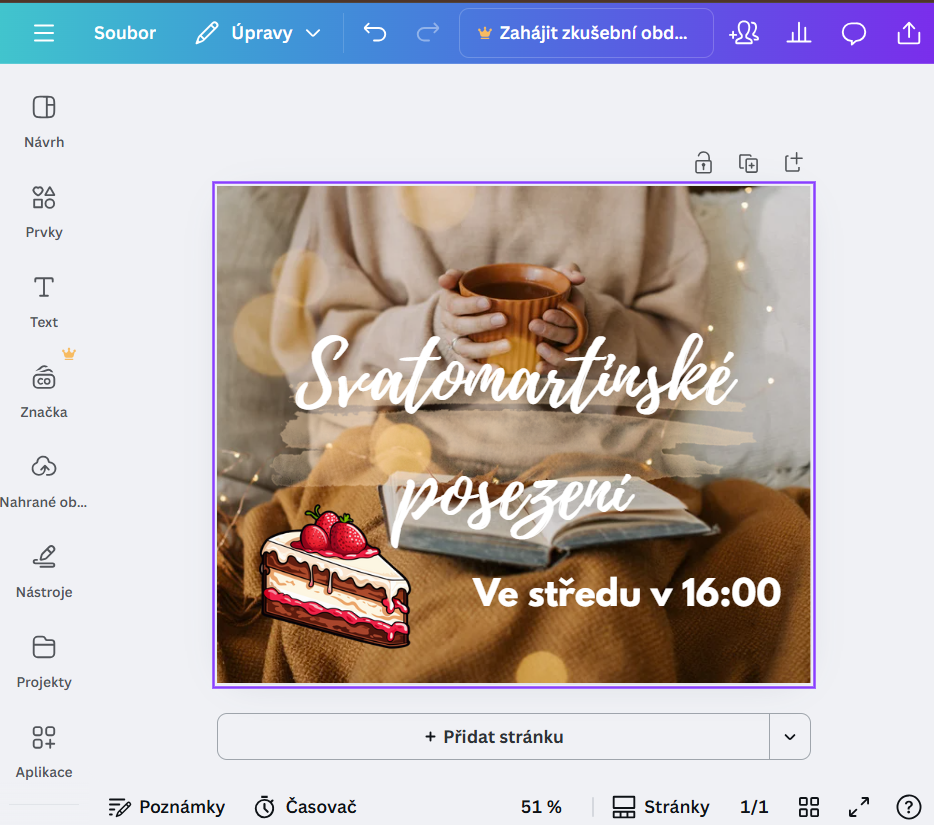 Soubor
Úpravy
Zahájit zkušební obd...
Návrh
Prvky
Text
Značka
Nahrané ob...
Nástroje
Projekty
Aplikace
Svatomartinské
posezení
Ve středu v 16:00
+ Přidat stránku
Poznámky
Časovač
51 %
Stránky
1/1